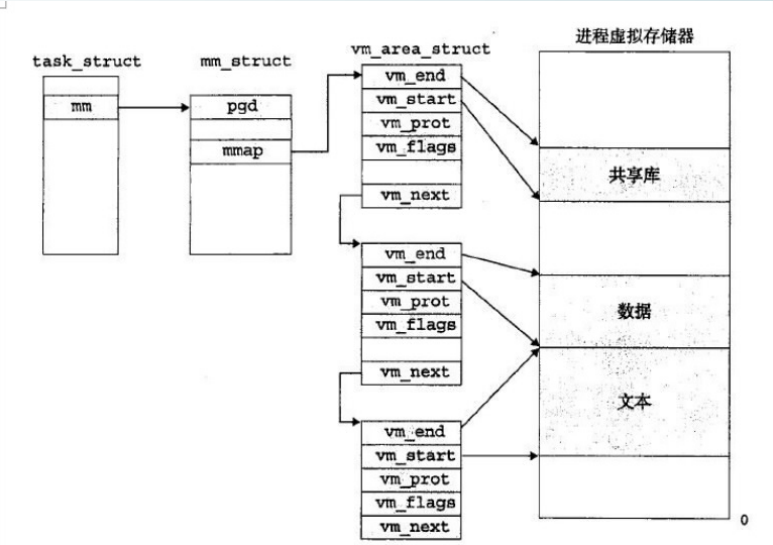 进程虚拟存储器
task_struct
mm_struct
vm_area_struct
mm
pgd
mmap
vm_end
vm_start
vm_prot
vm_flags
vm_next
vm_end
vm_start
vm_prot
vm_flags
vm_next
vm_end
vm_start
vm_prot
vm_flags
vm_next
共享库
数据
文本
0